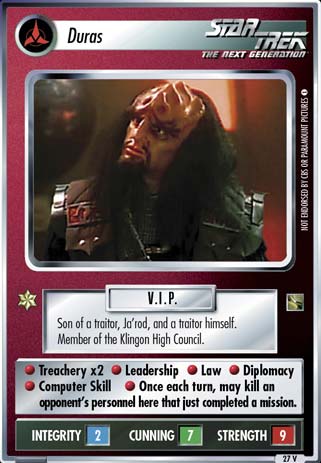 Duras
STAR TREK
THE NEXT GENERATION®
NOT ENDORSED BY CBS OR PARAMOUNT PICTURES
V.I.P.
Son of a traitor, Ja'rod, and a traitor himself.
Member of the Klingon High Council.
• Treachery x2 • Leadership • Law • Diplomacy
• Computer Skill • Once each turn, may kill an
opponent's personnel here that just completed a mission.
INTEGRITY 2 CUNNING 7 STRENGTH 9
27 V